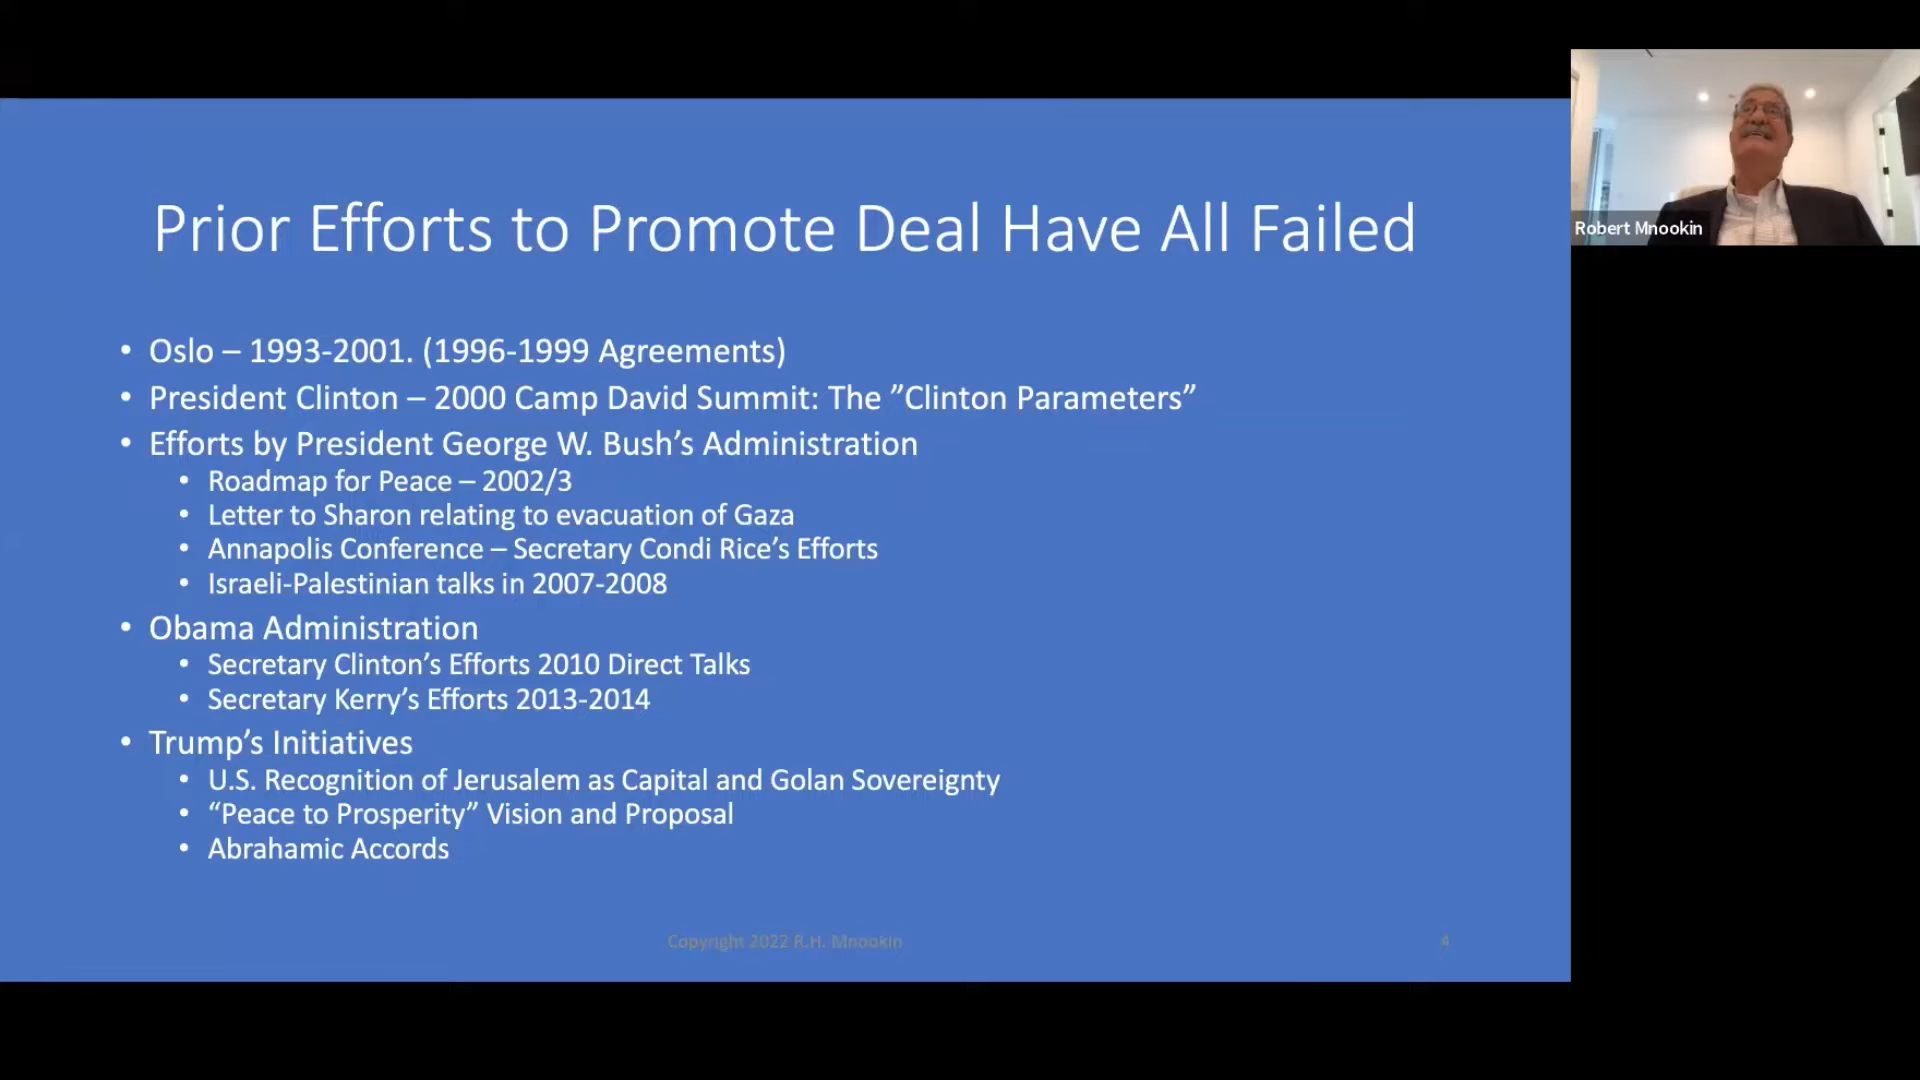 Prior Efforts to Promote Deal Have All Failed
• Oslo – 1993-2001. (1996-1999 Agreements)
• President Clinton – 2000 Camp David Summit: The ”Clinton Parameters”
• Efforts by President George W. Bush’s Administration
• Roadmap for Peace – 2002/3
• Letter to Sharon relating to evacuation of Gaza
• Annapolis Conference – Secretary Condi Rice’s Efforts
• Israeli-Palestinian talks in 2007-2008
• Obama Administration
• Secretary Clinton’s Efforts 2010 Direct Talks
• Secretary Kerry’s Efforts 2013-2014
• Trump’s Initiatives
• U.S. Recognition of Jerusalem as Capital and Golan Sovereignty
• “Peace to Prosperity” Vision and Proposal
• Abrahamic Accords
Copyright 2022 R.H. Mnookin
4
Robert Mnookin